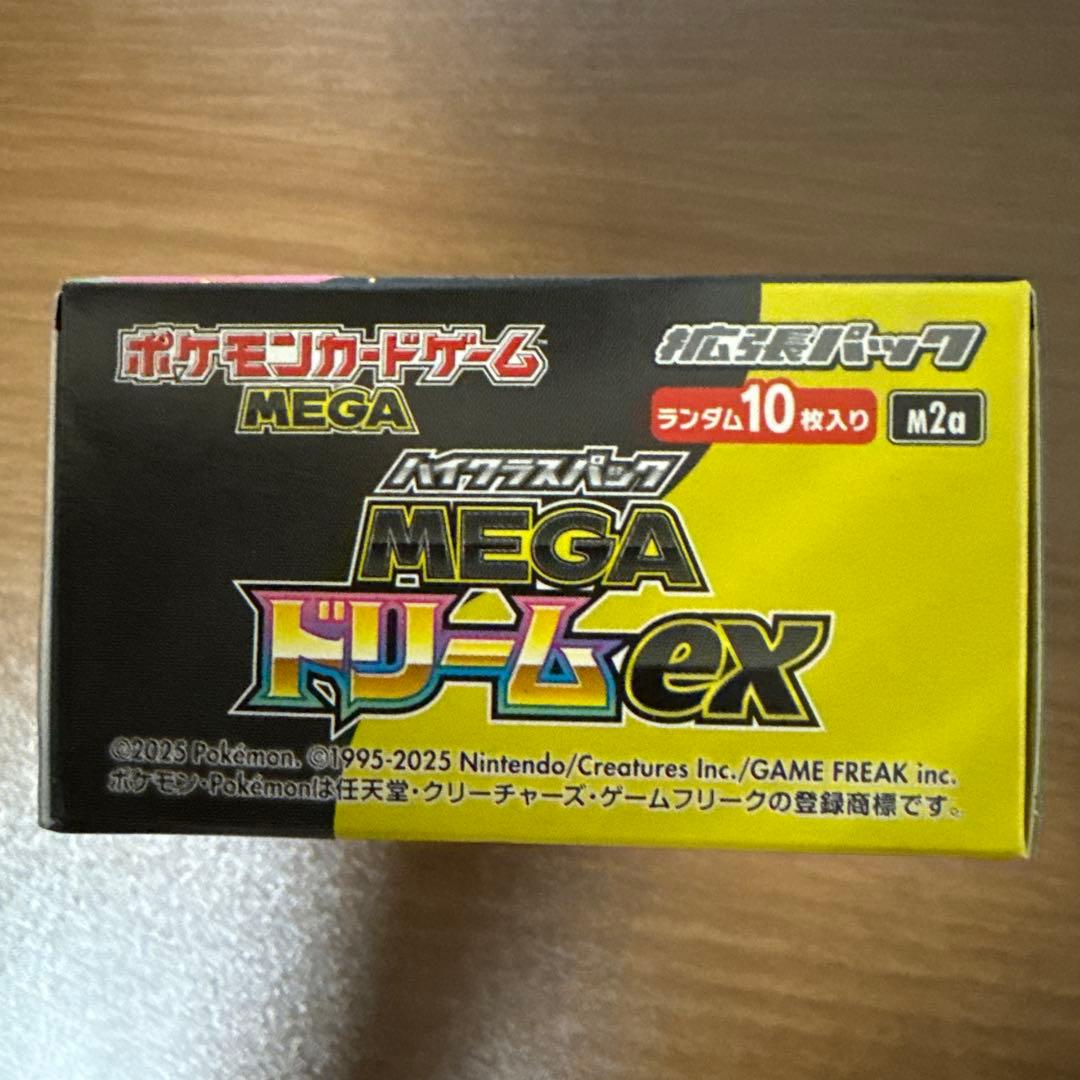 ポケモンカードゲーム
MEGA
拡張パック
ランダム10枚入り M2a
ハイクラスパック
MEGA
ドリームex
©2025 Pokémon. ©1995-2025 Nintendo/Creatures Inc./GAME FREAK inc.
ポケモン・Pokémonは任天堂・クリーチャーズ・ゲームフリークの登録商標です。